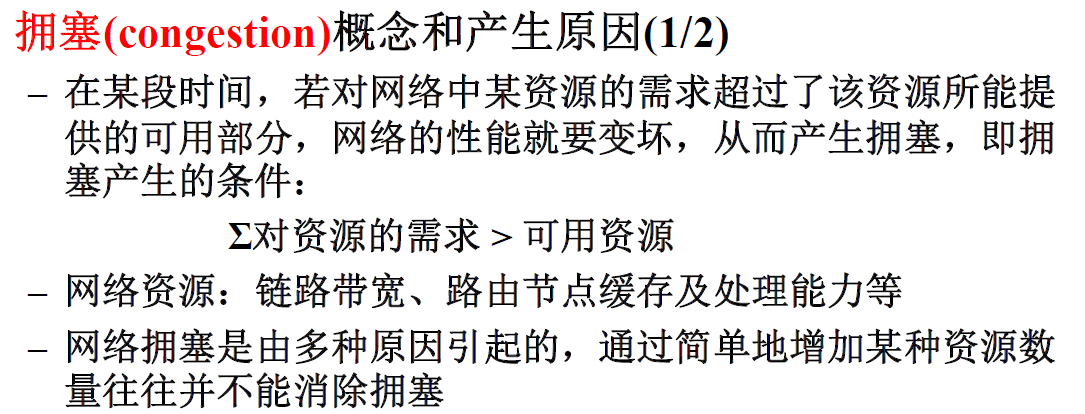 拥塞(congestion)概念和产生原因(1/2)
– 在某段时间，若对网络中某资源的需求超过了该资源所能提
供的可用部分，网络的性能就要变坏，从而产生拥塞，即拥
塞产生的条件：
Σ对资源的需求 > 可用资源
– 网络资源：链路带宽、路由节点缓存及处理能力等
– 网络拥塞是由多种原因引起的，通过简单地增加某种资源数
量往往并不能消除拥塞